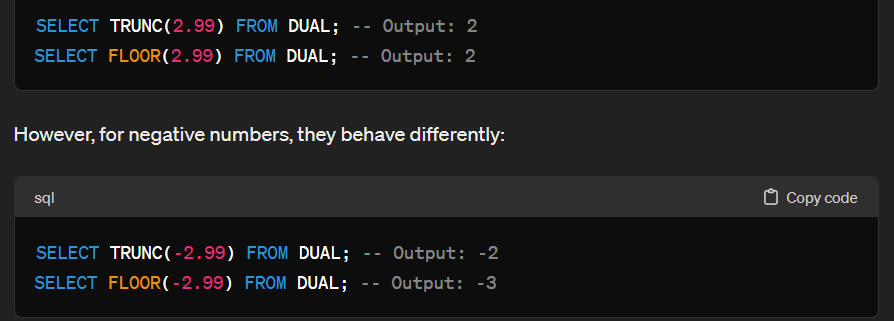 SELECT TRUNC(2.99) FROM DUAL; -- Output: 2
SELECT FLOOR(2.99) FROM DUAL; -- Output: 2
However, for negative numbers, they behave differently:
sql Copy code
SELECT TRUNC(-2.99) FROM DUAL; -- Output: -2
SELECT FLOOR(-2.99) FROM DUAL; -- Output: -3